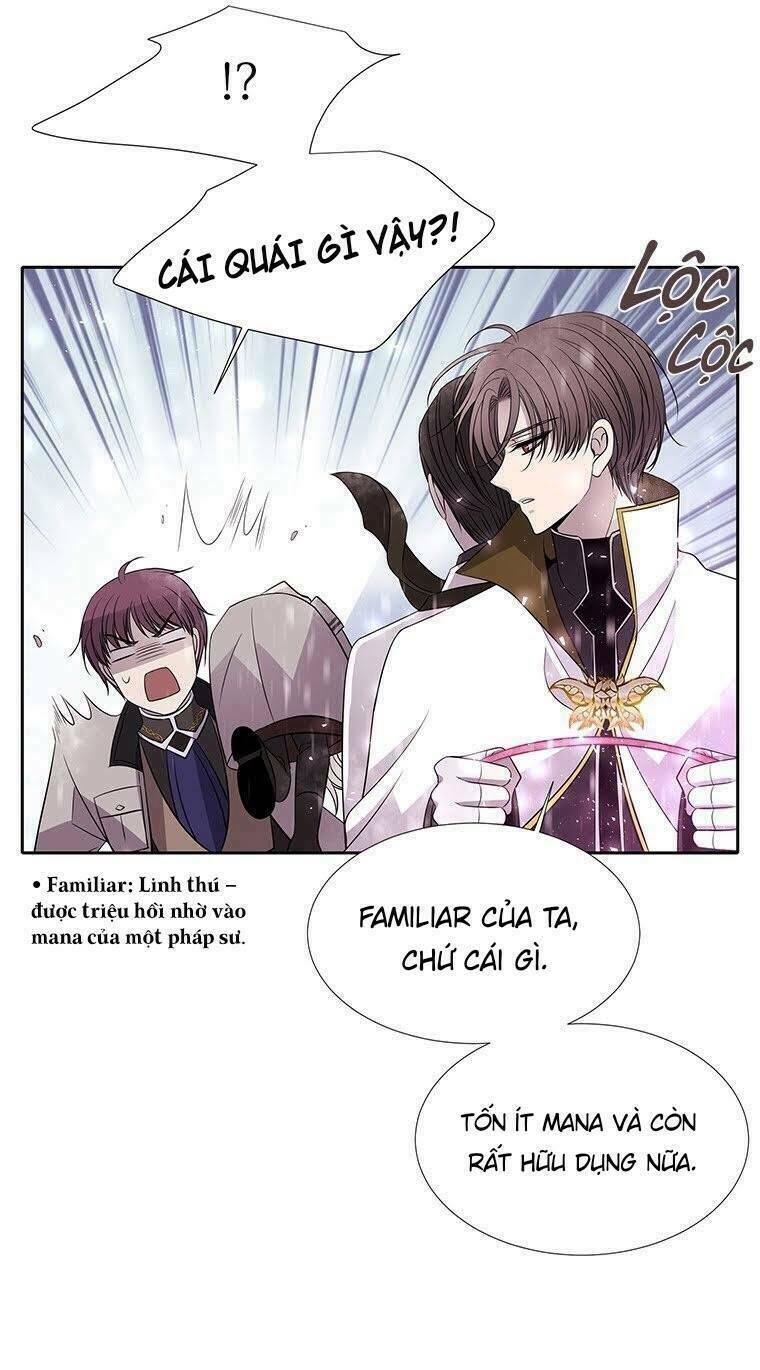 !?
CÁI QUÁI GÌ VẬY?!
LỘC
CỘC
• Familiar: Linh thú –
được triệu hồi nhờ vào
mana của một pháp sư.
FAMILIAR CỦA TA,
CHỨ CÁI GÌ.
TỐN ÍT MANA VÀ CÒN
RẤT HỮU DỤNG NỮA.